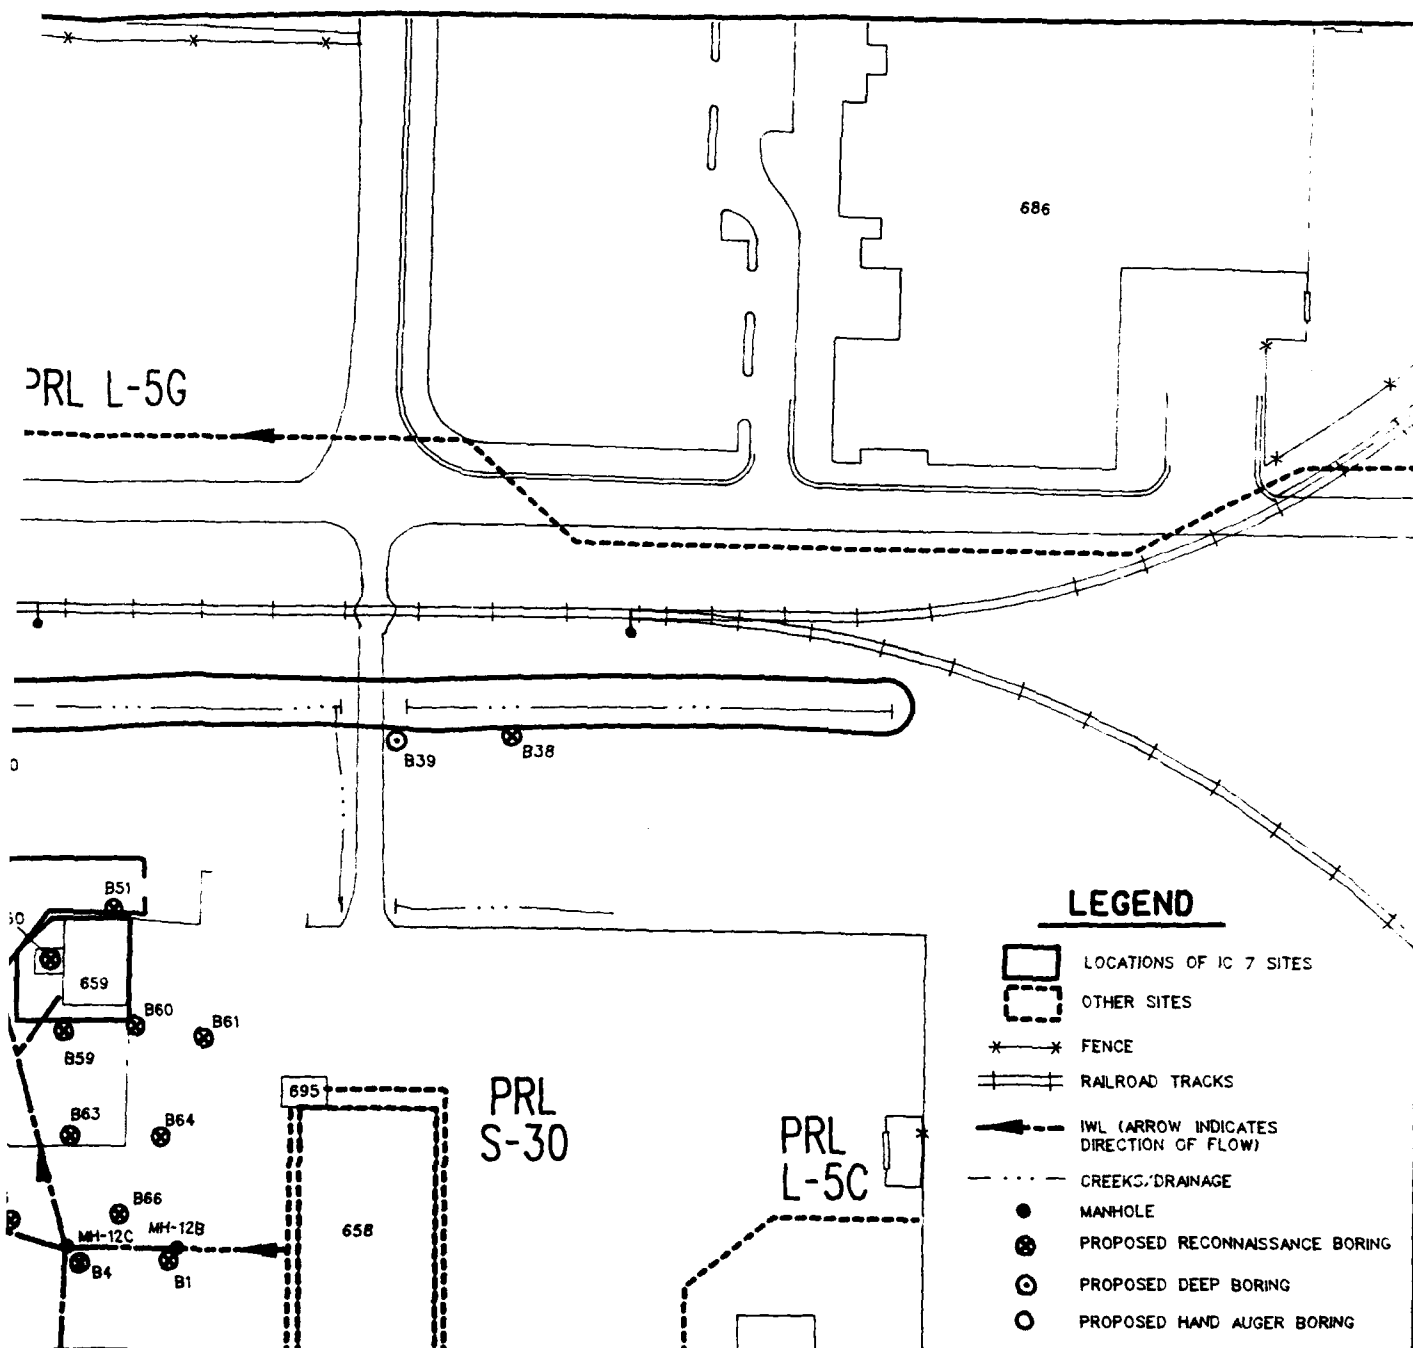 686
PRL L-5G
B39
B38
B51
659
B60
B61
B59
695
PRL
S-30
B63
B64
PRL
L-5C
B66
MH-12C
MH-12B
658
B4
B1
LEGEND
LOCATIONS OF IC 7 SITES
OTHER SITES
FENCE
RAILROAD TRACKS
IWL (ARROW INDICATES
DIRECTION OF FLOW)
CREEKS/DRAINAGE
MANHOLE
PROPOSED RECONNAISSANCE BORING
PROPOSED DEEP BORING
PROPOSED HAND AUGER BORING